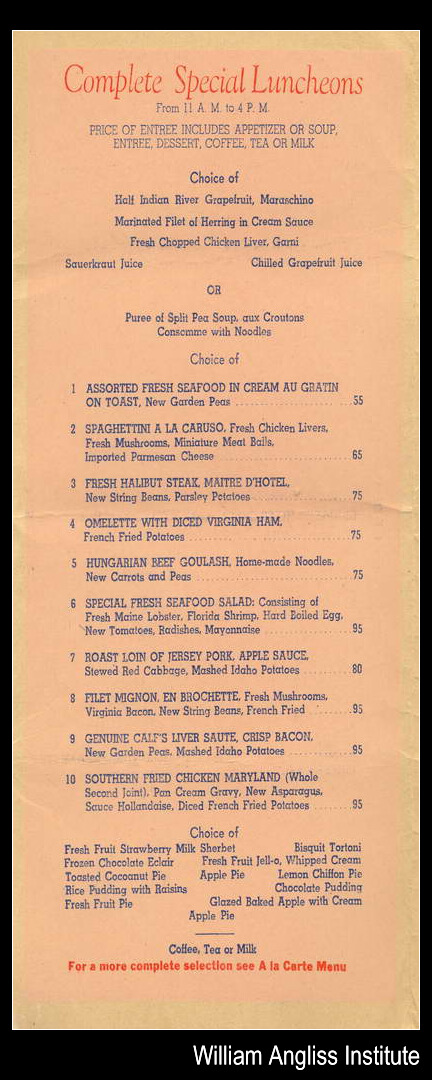 Complete Special Luncheons
From 11 A. M. to 4 P. M.
PRICE OF ENTREE INCLUDES APPETIZER OR SOUP,
ENTREE, DESSERT, COFFEE, TEA OR MILK
Choice of
Half Indian River Grapefruit, Maraschino
Marinated Filet of Herring in Cream Sauce
Fresh Chopped Chicken Liver, Garni
Sauerkraut Juice Chilled Grapefruit Juice
OR
Puree of Split Pea Soup, aux Croutons
Consomme with Noodles
Choice of
1 ASSORTED FRESH SEAFOOD IN CREAM AU GRATIN
ON TOAST, New Garden Peas 55
2 SPAGHETTINI A LA CARUSO, Fresh Chicken Livers,
Fresh Mushrooms, Miniature Meat Balls,
Imported Parmesan Cheese 65
3 FRESH HALIBUT STEAK, MAITRE D'HOTEL,
New String Beans, Parsley Potatoes 75
4 OMELETTE WITH DICED VIRGINIA HAM,
French Fried Potatoes 75
5 HUNGARIAN BEEF GOULASH, Home-made Noodles,
New Carrots and Peas 75
6 SPECIAL FRESH SEAFOOD SALAD: Consisting of
Fresh Maine Lobster, Florida Shrimp, Hard Boiled Egg,
New Tomatoes, Radishes, Mayonnaise 95
7 ROAST LOIN OF JERSEY PORK, APPLE SAUCE,
Stewed Red Cabbage, Mashed Idaho Potatoes 80
8 FILET MIGNON, EN BROCHETTE, Fresh Mushrooms,
Virginia Bacon, New String Beans, French Fried 95
9 GENUINE CALF'S LIVER SAUTE, CRISP BACON,
New Garden Peas, Mashed Idaho Potatoes 95
10 SOUTHERN FRIED CHICKEN MARYLAND (Whole
Second Joint), Pan Cream Gravy, New Asparagus,
Sauce Hollandaise, Diced French Fried Potatoes 95
Choice of
Fresh Fruit Strawberry Milk Sherbet Bisquit Tortoni
Frozen Chocolate Eclair Fresh Fruit Jell-o, Whipped Cream
Toasted Cocoanut Pie Apple Pie Lemon Chiffon Pie
Rice Pudding with Raisins Chocolate Pudding
Fresh Fruit Pie Glazed Baked Apple with Cream
Apple Pie
Coffee, Tea or Milk
For a more complete selection see A la Carte Menu
William Angliss Institute